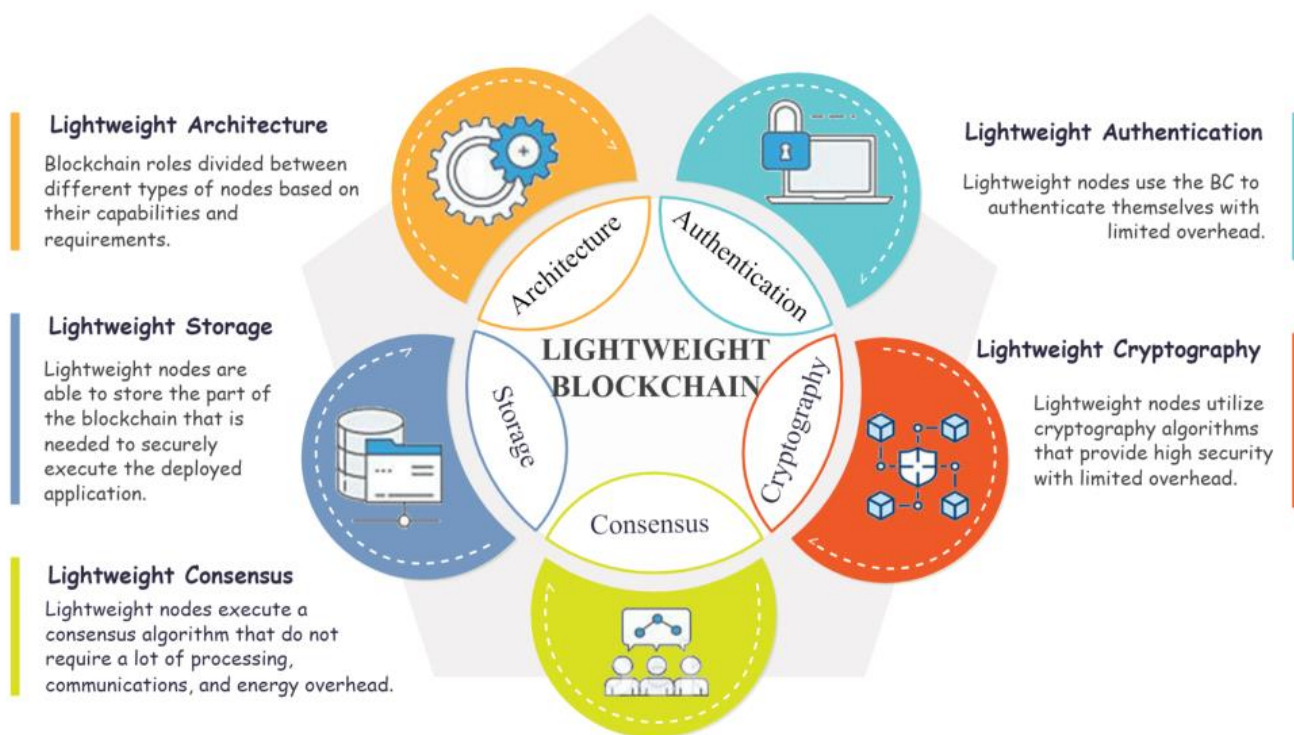 Lightweight Architecture
Blockchain roles divided between
different types of nodes based on
their capabilities and
requirements.
Lightweight Storage
Lightweight nodes are
able to store the part of
the blockchain that is
needed to securely
execute the deployed
application.
Lightweight Consensus
Lightweight nodes execute a
consensus algorithm that do not
require a lot of processing,
communications, and energy overhead.
Architecture
Authentication
LIGHTWEIGHT
BLOCKCHAIN
Storage
Cryptography
Consensus
Lightweight Authentication
Lightweight nodes use the BC to
authenticate themselves with
limited overhead.
Lightweight Cryptography
Lightweight nodes utilize
cryptography algorithms
that provide high security
with limited overhead.